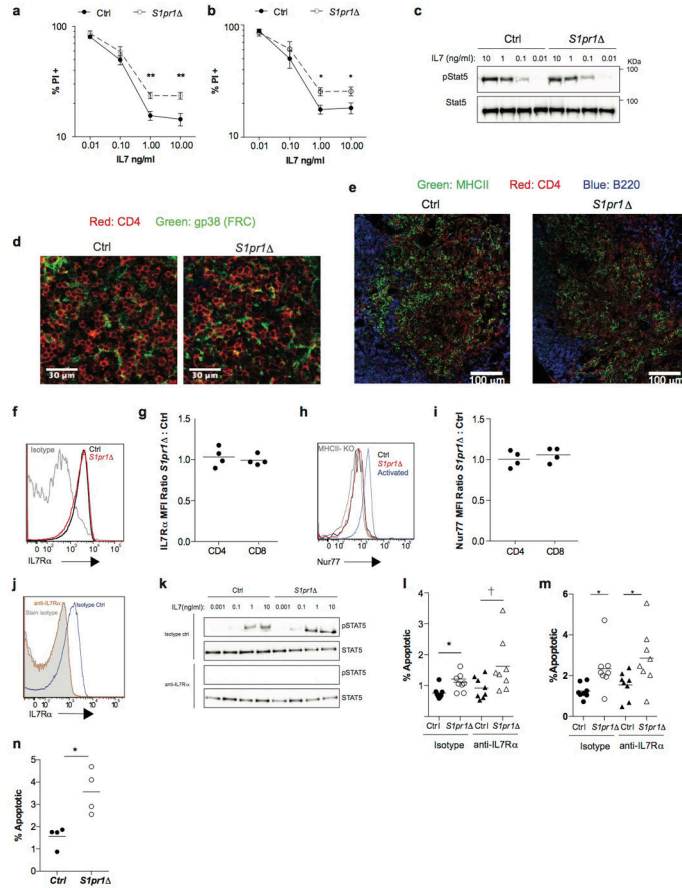 a
Ctrl S1pr1Δ
% PI +
100
10
0.01 0.10 1.00 10.00
IL7 ng/ml
** **
b
Ctrl S1pr1Δ
% PI +
100
10
0.01 0.10 1.00 10.00
IL7 ng/ml
* *
c
Ctrl S1pr1Δ
IL7 (ng/ml) 10 1 0.1 0.01 10 1 0.1 0.01 KDa
pStat5 100
Stat5 100
d
Red: CD4 Green: gp38 (FRC)
Ctrl S1pr1Δ
30 µm 30 µm
e
Green: MHCII Red: CD4 Blue: B220
Ctrl S1pr1Δ
100 µm 100 µm
f
Isotype
Ctrl
S1pr1Δ
IL7Rα
g
IL7Rα MFI Ratio S1pr1Δ : Ctrl
1.5
1.0
0.5
0.0
CD4 CD8
h
MHCII- KO
Ctrl
S1pr1Δ
Activated
Nur77
i
Nur77 MFI Ratio S1pr1Δ : Ctrl
1.5
1.0
0.5
0.0
CD4 CD8
j
anti-IL7Rα
Stain isotype
Isotype Ctrl
IL7Rα
k
Ctrl S1pr1Δ
IL7(ng/ml): 0.001 0.1 1 10 0.001 0.1 1 10
Isotype ctrl
pSTAT5
STAT5
anti-IL7Rα
pSTAT5
STAT5
l
% Apoptotic
5
4
3
2
1
0
* †
Ctrl S1pr1Δ Ctrl S1pr1Δ
Isotype anti-IL7Rα
m
%Apoptotic
6
4
2
0
* *
Ctrl S1pr1Δ Ctrl S1pr1Δ
Isotype anti-IL7Rα
n
% Apoptotic
5
4
3
2
1
0
*
Ctrl S1pr1Δ